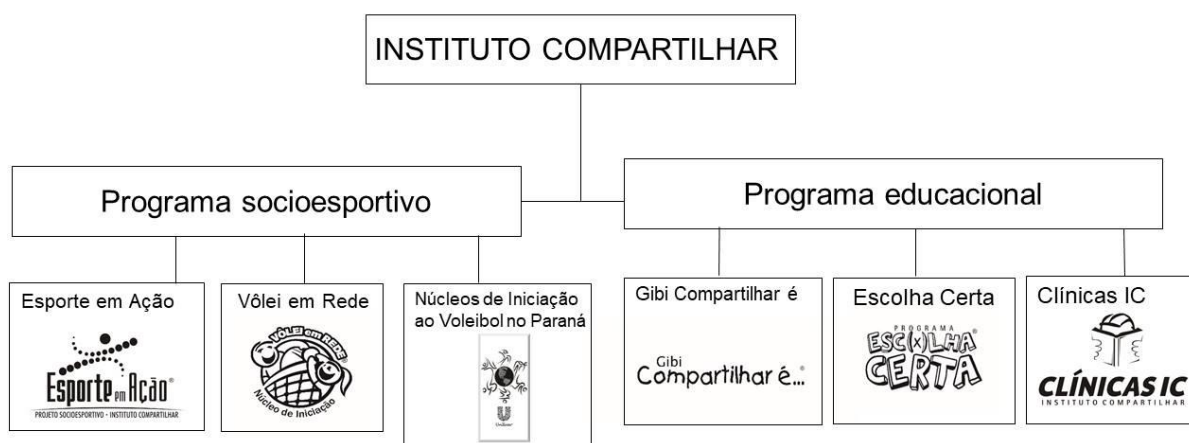 INSTITUTO COMPARTILHAR
Programa socioesportivo
Programa educacional
Esporte em Ação
Esporte em Ação®
PROJETO SOCIOESPORTIVO - INSTITUTO COMPARTILHAR
Vôlei em Rede
VÔLEI em REDE®
Núcleo de Iniciação
Núcleos de Iniciação
ao Voleibol no Paraná
Unilever
Gibi Compartilhar é
Gibi
Compartilhar é...®
Escolha Certa
PROGRAMA
ESC(X)LHA
CERTA®
Clínicas IC
CLÍNICAS IC
INSTITUTO COMPARTILHAR